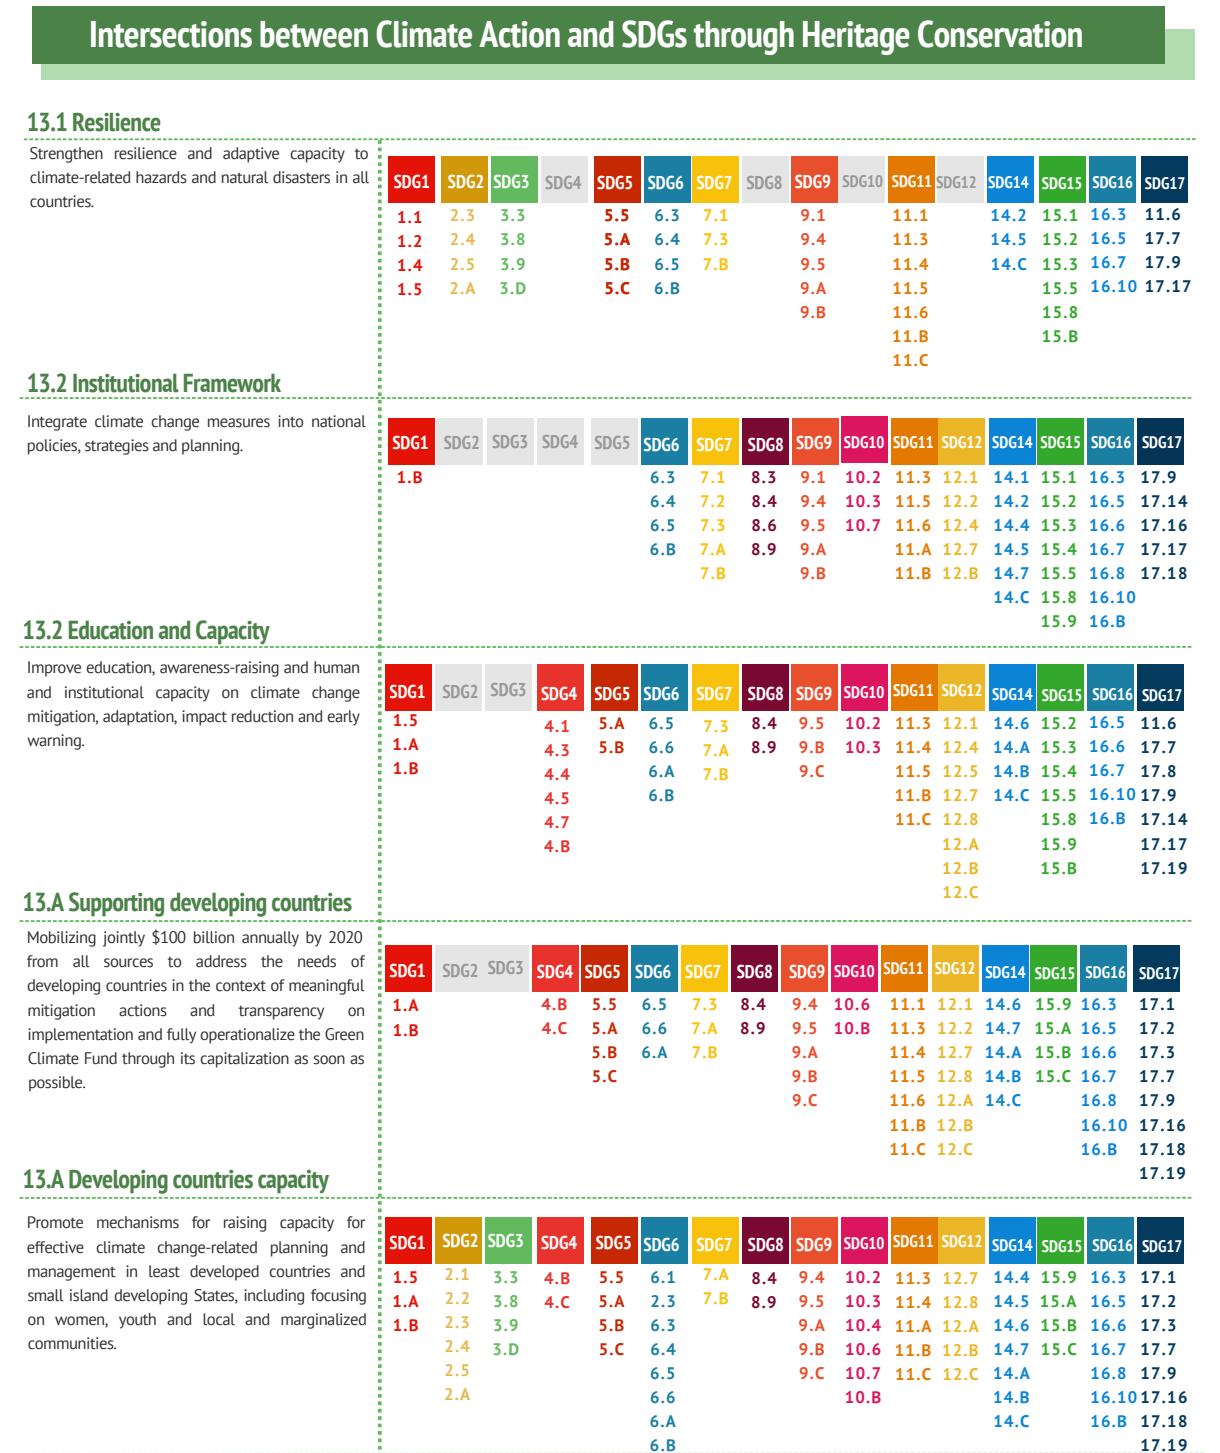 Intersections between Climate Action and SDGs through Heritage Conservation
13.1 Resilience
Strengthen resilience and adaptive capacity to
climate-related hazards and natural disasters in all
countries.
SDG1 SDG2 SDG3 SDG4 SDG5 SDG6 SDG7 SDG8 SDG9 SDG10 SDG11 SDG12 SDG14 SDG15 SDG16 SDG17
1.1 2.3 3.3 5.5 6.3 7.1 9.1 11.1 14.2 15.1 16.3 11.6
1.2 2.4 3.8 5.A 6.4 7.3 9.4 11.3 14.5 15.2 16.5 17.7
1.4 2.5 3.9 5.B 6.5 7.B 9.5 11.4 14.C 15.3 16.7 17.9
1.5 2.A 3.D 5.C 6.B 9.A 11.5 15.5 16.10 17.17
9.B 11.6 15.8
11.B 15.B
11.C
13.2 Institutional Framework
Integrate climate change measures into national
policies, strategies and planning.
SDG1 SDG2 SDG3 SDG4 SDG5 SDG6 SDG7 SDG8 SDG9 SDG10 SDG11 SDG12 SDG14 SDG15 SDG16 SDG17
1.B 6.3 7.1 8.3 9.1 10.2 11.3 12.1 14.1 15.1 16.3 17.9
6.4 7.2 8.4 9.4 10.3 11.5 12.2 14.2 15.2 16.5 17.14
6.5 7.3 8.6 9.5 10.7 11.6 12.4 14.4 15.3 16.6 17.16
6.B 7.A 8.9 9.A 11.A 12.7 14.5 15.4 16.7 17.17
7.B 9.B 11.B 12.B 14.7 15.5 16.8 17.18
14.C 15.8 16.10
15.9 16.B
13.2 Education and Capacity
Improve education, awareness-raising and human
and institutional capacity on climate change
mitigation, adaptation, impact reduction and early
warning.
SDG1 SDG2 SDG3 SDG4 SDG5 SDG6 SDG7 SDG8 SDG9 SDG10 SDG11 SDG12 SDG14 SDG15 SDG16 SDG17
1.5 4.1 5.A 6.5 7.3 8.4 9.5 10.2 11.3 12.1 14.6 15.2 16.5 11.6
1.A 4.3 5.B 6.6 7.A 8.9 9.B 10.3 11.4 12.4 14.A 15.3 16.6 17.7
1.B 4.4 6.A 7.B 9.C 11.5 12.5 14.B 15.4 16.7 17.8
4.5 6.B 11.B 12.7 14.C 15.5 16.10 17.9
4.7 11.C 12.8 15.8 16.B 17.14
4.B 12.A 15.9 17.17
12.B 15.B 17.19
12.C
13.A Supporting developing countries
Mobilizing jointly $100 billion annually by 2020
from all sources to address the needs of
developing countries in the context of meaningful
mitigation actions and transparency on
implementation and fully operationalize the Green
Climate Fund through its capitalization as soon as
possible.
SDG1 SDG2 SDG3 SDG4 SDG5 SDG6 SDG7 SDG8 SDG9 SDG10 SDG11 SDG12 SDG14 SDG15 SDG16 SDG17
1.A 4.B 5.5 6.5 7.3 8.4 9.4 10.6 11.1 12.1 14.6 15.9 16.3 17.1
1.B 4.C 5.A 6.6 7.A 8.9 9.5 10.B 11.3 12.2 14.7 15.A 16.5 17.2
5.B 6.A 7.B 9.A 11.4 12.7 14.A 15.B 16.6 17.3
5.C 9.B 11.5 12.8 14.B 15.C 16.7 17.7
9.C 11.6 12.A 14.C 16.8 17.9
11.B 12.B 16.10 17.16
11.C 12.C 16.B 17.18
17.19
13.A Developing countries capacity
Promote mechanisms for raising capacity for
effective climate change-related planning and
management in least developed countries and
small island developing States, including focusing
on women, youth and local and marginalized
communities.
SDG1 SDG2 SDG3 SDG4 SDG5 SDG6 SDG7 SDG8 SDG9 SDG10 SDG11 SDG12 SDG14 SDG15 SDG16 SDG17
1.5 2.1 3.3 4.B 5.5 6.1 7.A 8.4 9.4 10.2 11.3 12.7 14.4 15.9 16.3 17.1
1.A 2.2 3.8 4.C 5.A 2.3 7.B 8.9 9.5 10.3 11.4 12.8 14.5 15.A 16.5 17.2
1.B 2.3 3.9 5.B 6.3 9.A 10.4 11.A 12.A 14.6 15.B 16.6 17.3
2.4 3.D 5.C 6.4 9.B 10.6 11.B 12.B 14.7 15.C 16.7 17.7
2.5 6.5 9.C 10.7 11.C 12.C 14.A 16.8 17.9
2.A 6.6 10.B 14.B 16.10 17.16
6.A 14.C 16.B 17.18
6.B 17.19